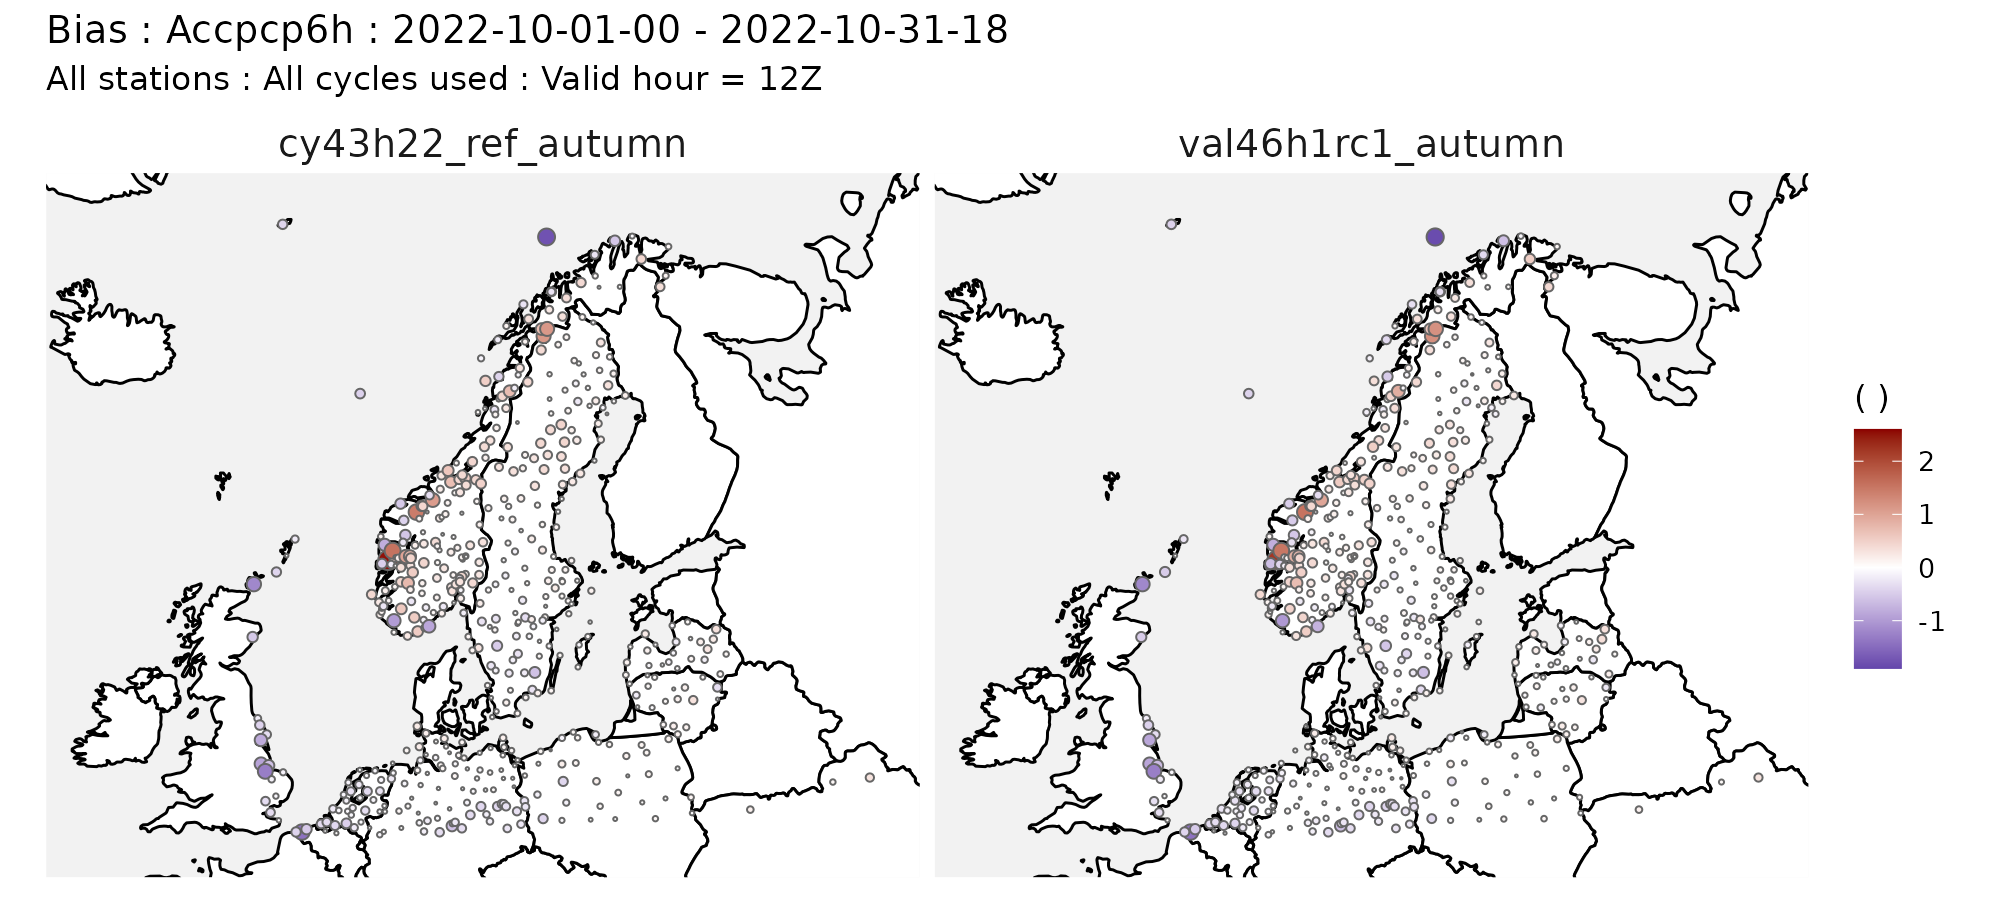 Bias : Accpcp6h : 2022-10-01-00 - 2022-10-31-18
All stations : All cycles used : Valid hour = 12Z
cy43h22_ref_autumn
val46h1rc1_autumn
( )
2
1
0
-1